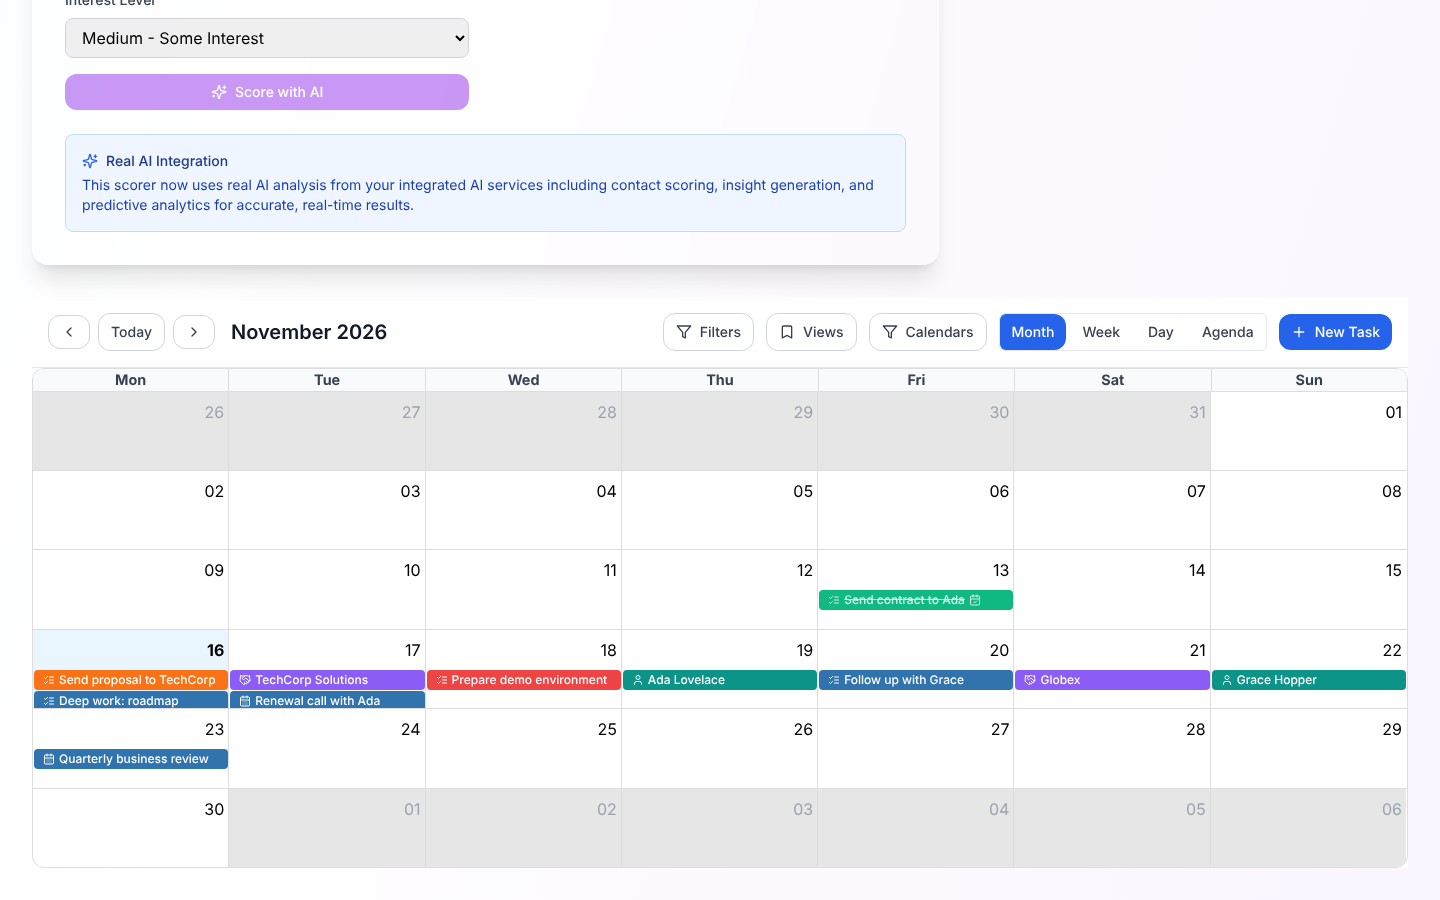 Interest Level
Medium - Some Interest
Score with AI
Real AI Integration
This scorer now uses real AI analysis from your integrated AI services including contact scoring, insight generation, and
predictive analytics for accurate, real-time results.
Today November 2026 Filters Views Calendars Month Week Day Agenda New Task
Mon Tue Wed Thu Fri Sat Sun
26 27 28 29 30 31 01
02 03 04 05 06 07 08
09 10 11 12 13 14 15
Send contract to Ada
16 17 18 19 20 21 22
Send proposal to TechCorp TechCorp Solutions Prepare demo environment Ada Lovelace Follow up with Grace Globex Grace Hopper
Deep work: roadmap Renewal call with Ada
23 24 25 26 27 28 29
Quarterly business review
30 01 02 03 04 05 06